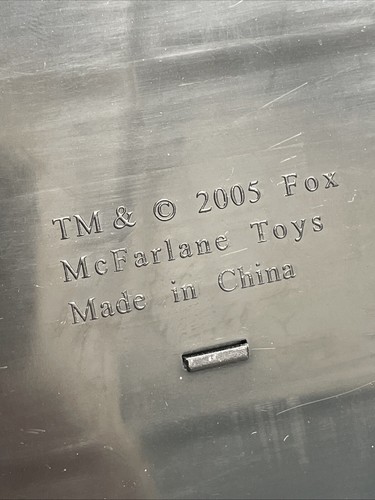 TM & © 2005 Fox
McFarlane Toys
Made in China